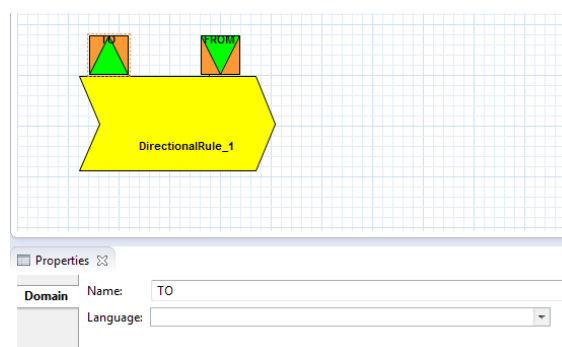 TO
FROM
DirectionalRule_1
Properties
Domain
Name: TO
Language: